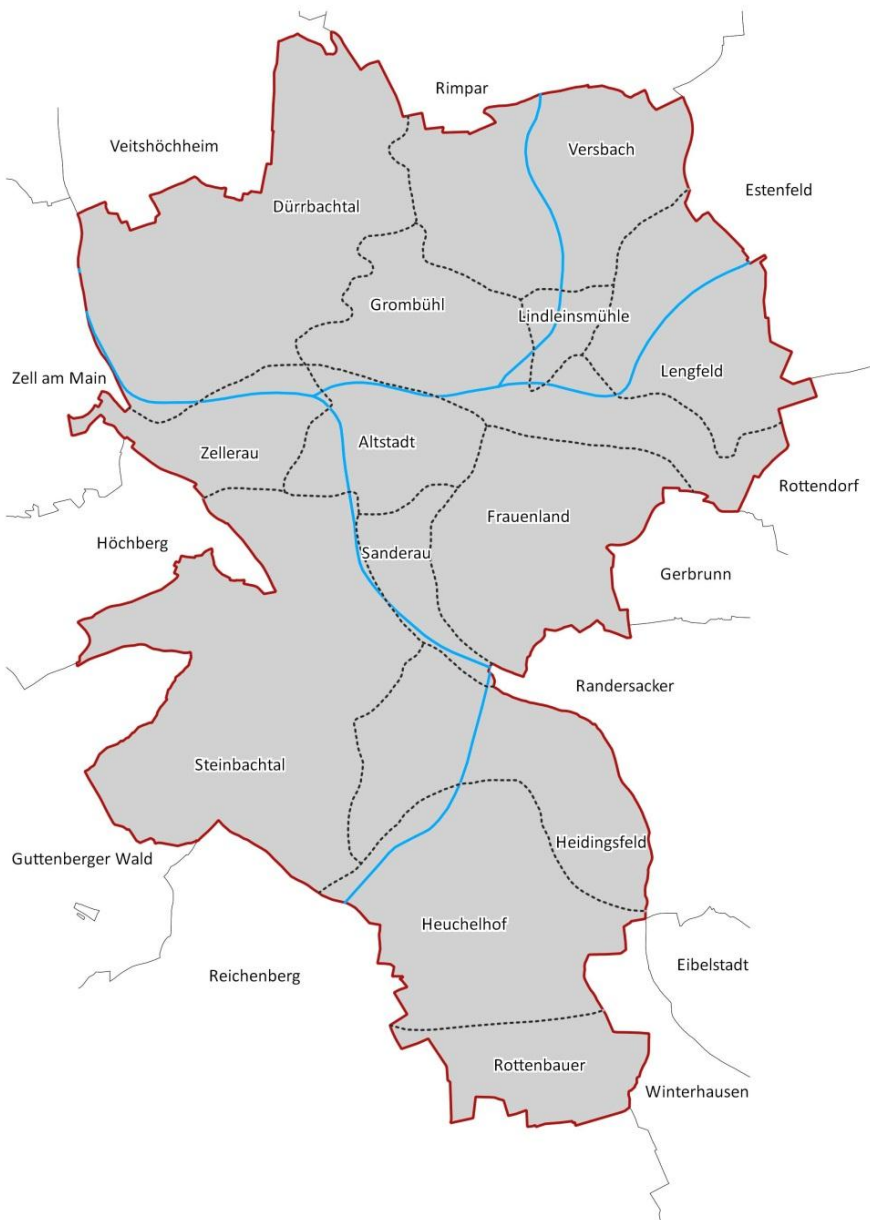 Rimpar
Veitshöchheim
Versbach
Estenfeld
Dürrbachtal
Grombühl
Lindleinsmühle
Zell am Main
Lengfeld
Zellerau
Altstadt
Rottendorf
Frauenland
Höchberg
Sanderau
Gerbrunn
Randersacker
Steinbachtal
Heidingsfeld
Guttenberger Wald
Heuchelhof
Eibelstadt
Reichenberg
Rottenbauer
Winterhausen